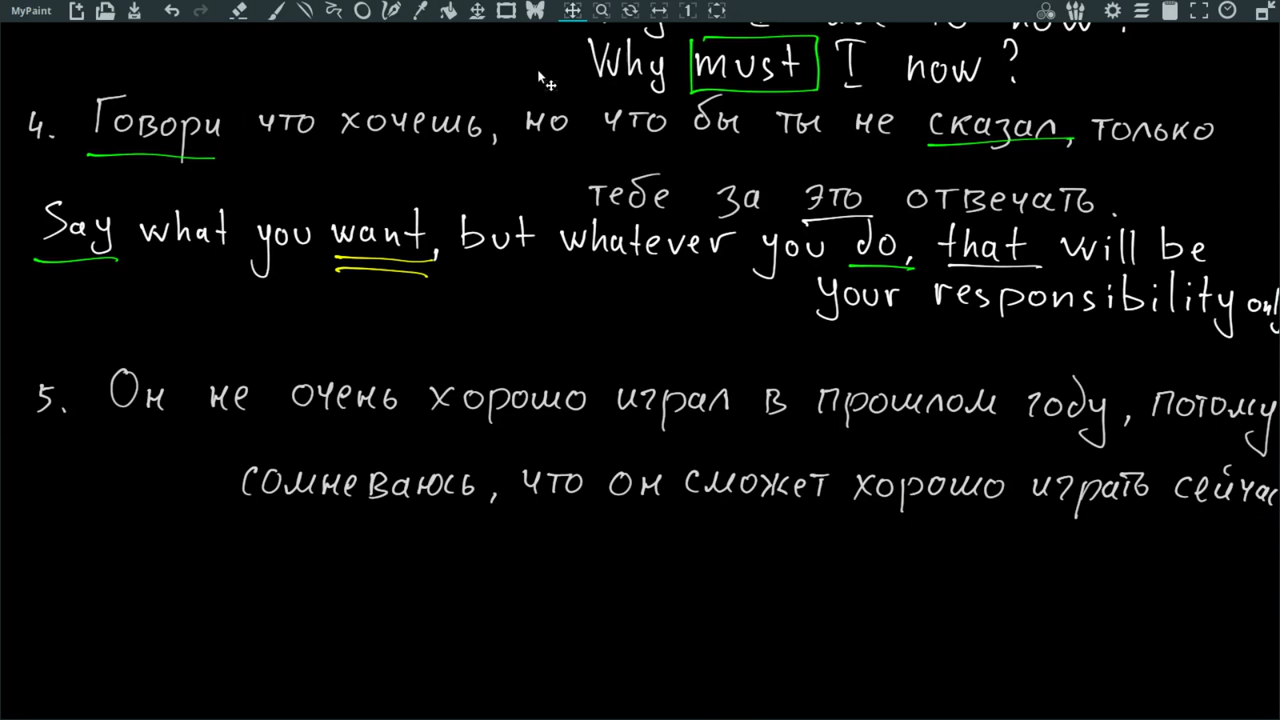 MyPaint
Why must I now ?
4. Говори что хочешь, но что бы ты не сказал, только
тебе за это отвечать.
Say what you want, but whatever you do, that will be
your responsibility
5. Он не очень хорошо играл в прошлом году, потому
сомневаюсь, что он сможет хорошо играть сейчас